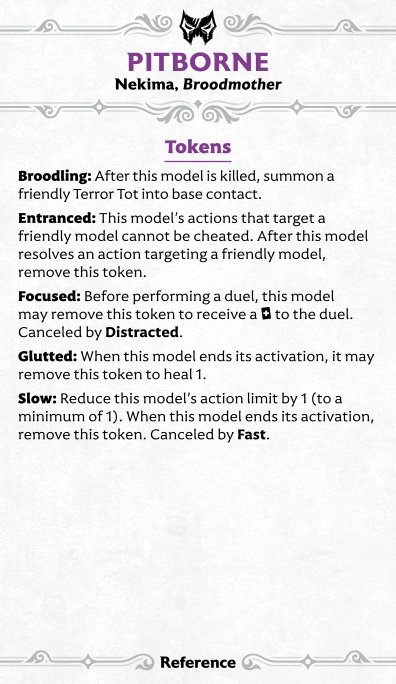 PITBORNE
Nekima, Broodmother
Tokens
Broodling: After this model is killed, summon a
friendly Terror Tot into base contact.
Entranced: This model's actions that target a
friendly model cannot be cheated. After this model
resolves an action targeting a friendly model,
remove this token.
Focused: Before performing a duel, this model
may remove this token to receive a + to the duel.
Canceled by Distracted.
Glutted: When this model ends its activation, it may
remove this token to heal 1.
Slow: Reduce this model's action limit by 1 (to a
minimum of 1). When this model ends its activation,
remove this token. Canceled by Fast.
Reference